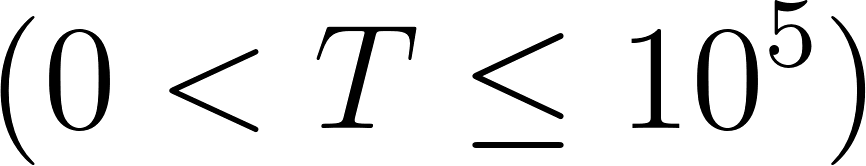 (0 < T ≤ 10⁵)